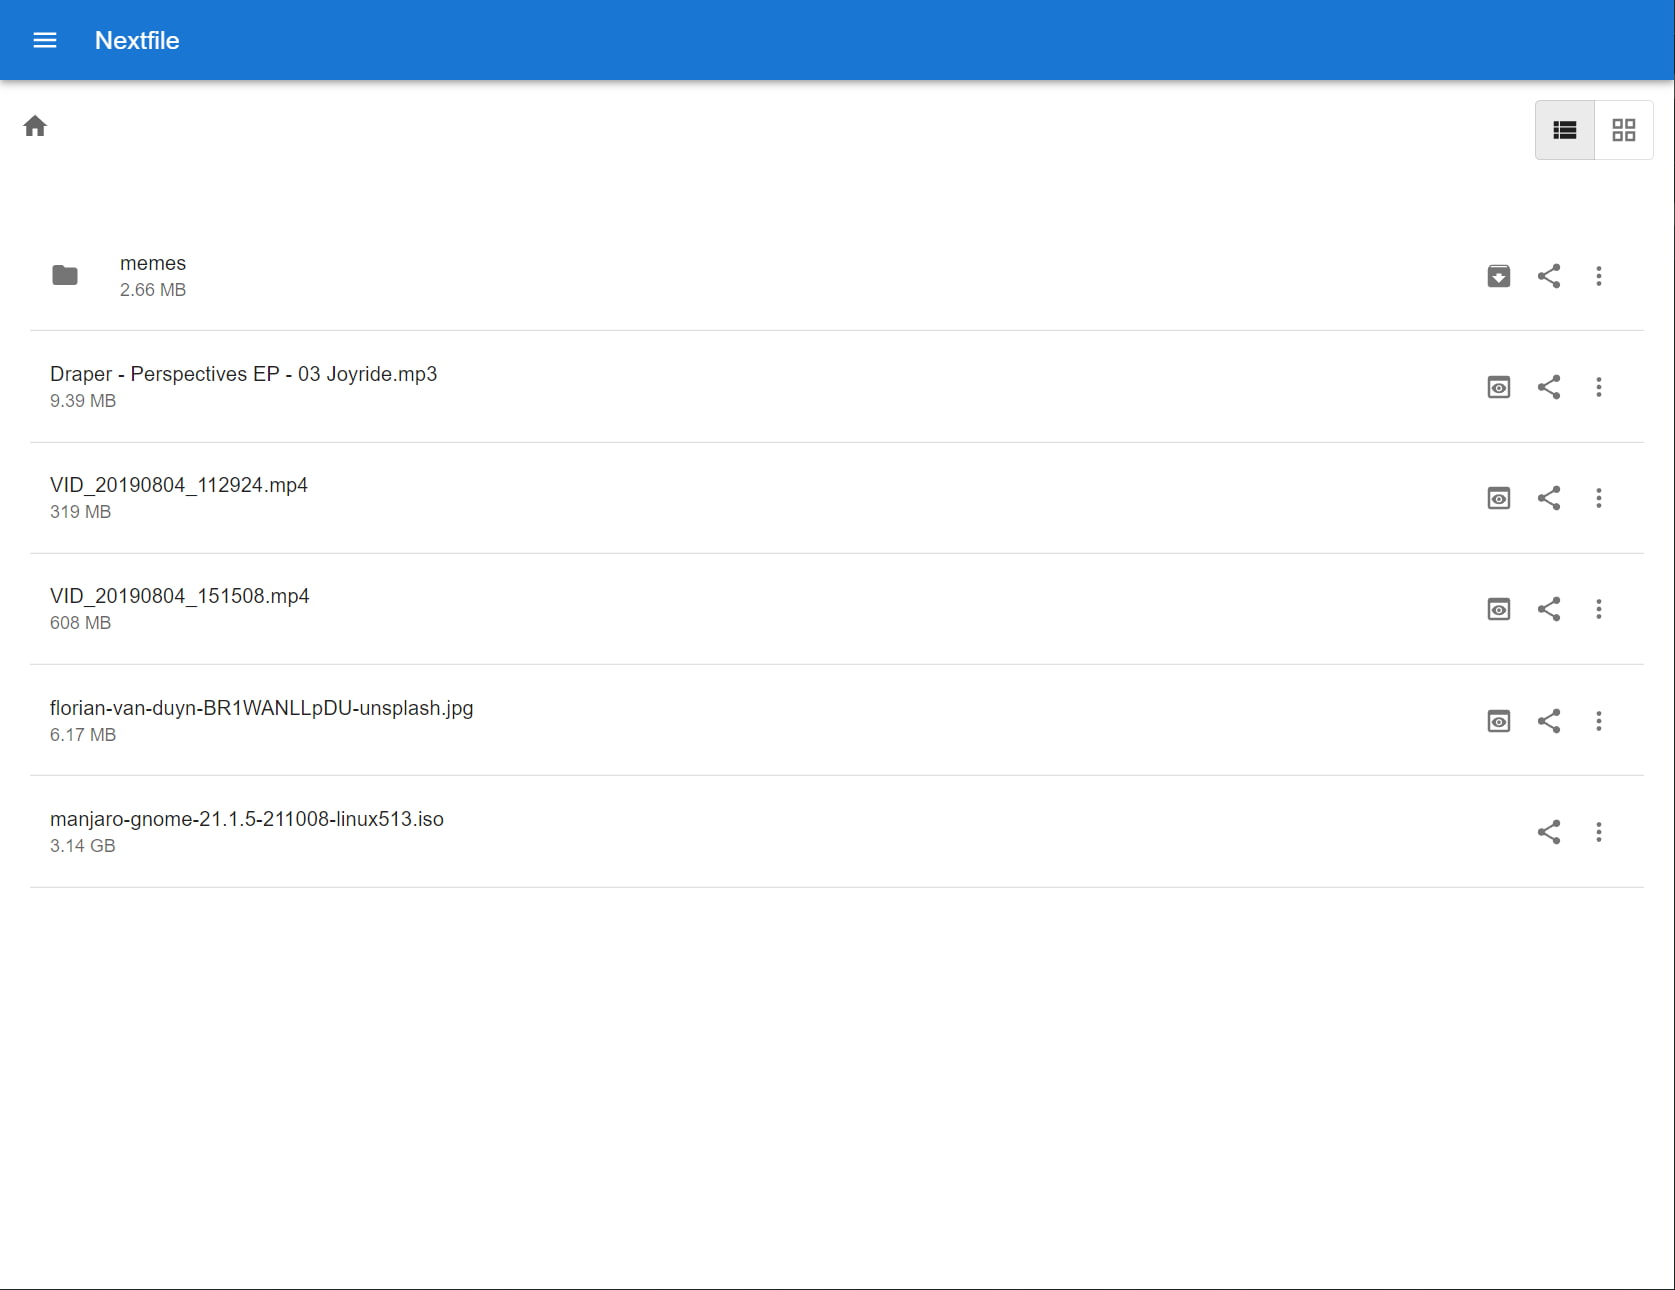 Nextfile
memes
2.66 MB
Draper - Perspectives EP - 03 Joyride.mp3
9.39 MB
VID_20190804_112924.mp4
319 MB
VID_20190804_151508.mp4
608 MB
florian-van-duyn-BR1WANLLpDU-unsplash.jpg
6.17 MB
manjaro-gnome-21.1.5-211008-linux513.iso
3.14 GB